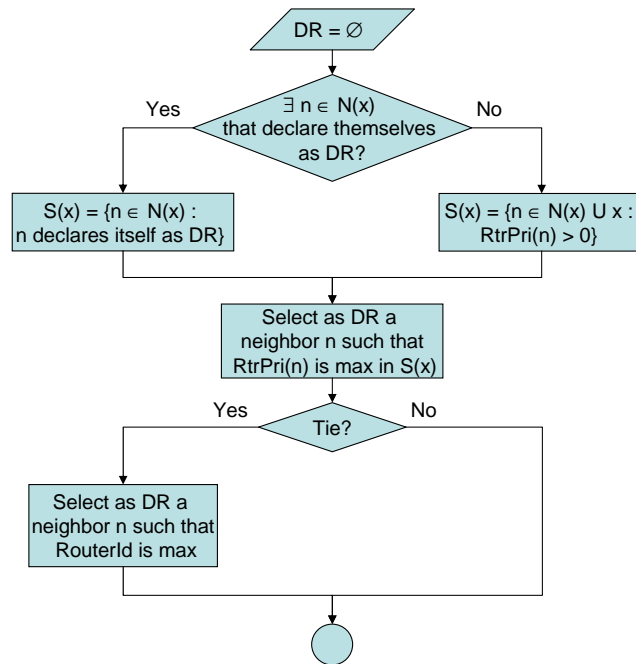 DR = ∅
∃ n ∈ N(x)
that declare themselves
as DR?
Yes
No
S(x) = {n ∈ N(x) :
n declares itself as DR}
S(x) = {n ∈ N(x) U x :
RtrPri(n) > 0}
Select as DR a
neighbor n such that
RtrPri(n) is max in S(x)
Yes
No
Tie?
Select as DR a
neighbor n such that
RouterId is max